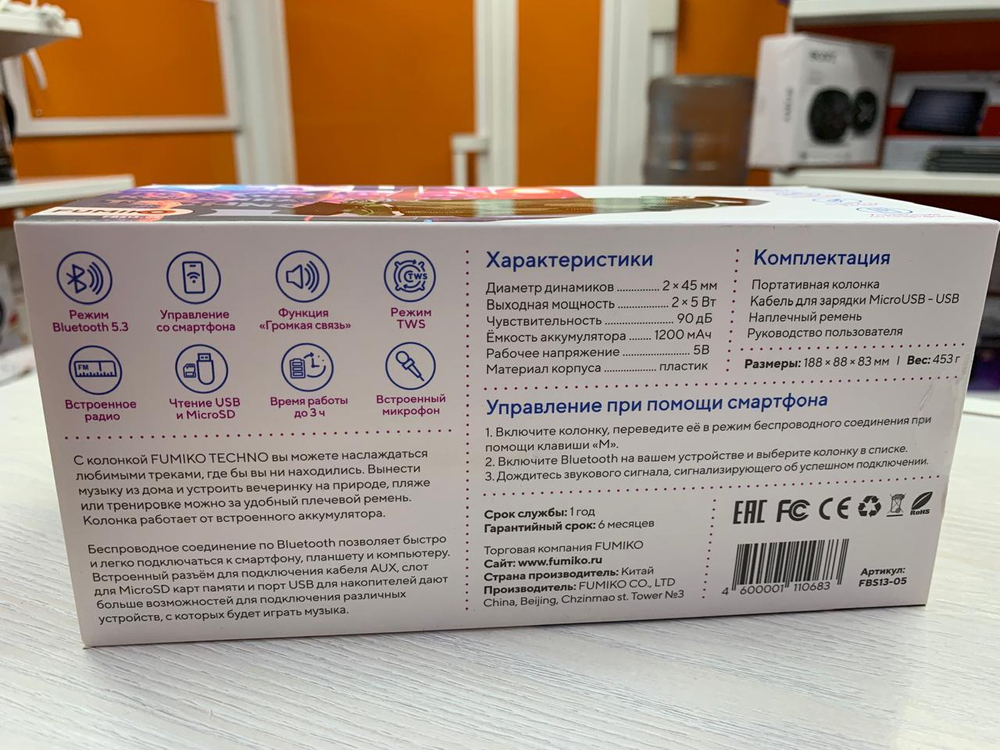 FUMIKO
Режим
Bluetooth 5.3
Управление
со смартфона
Функция
«Громкая связь»
TWS
Режим
TWS
FM
Встроенное
радио
Чтение USB
и MicroSD
Время работы
до 3 ч
Встроенный
микрофон
С колонкой FUMIKO TECHNO вы можете наслаждаться
любимыми треками, где бы вы ни находились. Вынести
музыку из дома и устроить вечеринку на природе, пляже
или тренировке можно за удобный плечевой ремень.
Колонка работает от встроенного аккумулятора.
Беспроводное соединение по Bluetooth позволяет быстро
и легко подключаться к смартфону, планшету и компьютеру.
Встроенный разъём для подключения кабеля AUX, слот
для MicroSD карт памяти и порт USB для накопителей дают
больше возможностей для подключения различных
устройств, с которых будет играть музыка.
Характеристики
Диаметр динамиков ............. 2 × 45 мм
Выходная мощность ............... 2 × 5 Вт
Чувствительность ..................... 90 дБ
Ёмкость аккумулятора ....... 1200 мАч
Рабочее напряжение .................. 5В
Материал корпуса ............. пластик
Комплектация
Портативная колонка
Кабель для зарядки MicroUSB - USB
Наплечный ремень
Руководство пользователя
Размеры: 188 × 88 × 83 мм | Вес: 453 г
Управление при помощи смартфона
1. Включите колонку, переведите её в режим беспроводного соединения при
помощи клавиши «М».
2. Включите Bluetooth на вашем устройстве и выберите колонку в списке.
3. Дождитесь звукового сигнала, сигнализирующего об успешном подключении.
Срок службы: 1 год
Гарантийный срок: 6 месяцев
Торговая компания FUMIKO
Сайт: www.fumiko.ru
Страна производитель: Китай
Производитель: FUMIKO CO., LTD
China, Beijing, Chzinmao st. Tower №3
EAC FC CE RoHS
4 600001 110683
Артикул:
FBS13-05